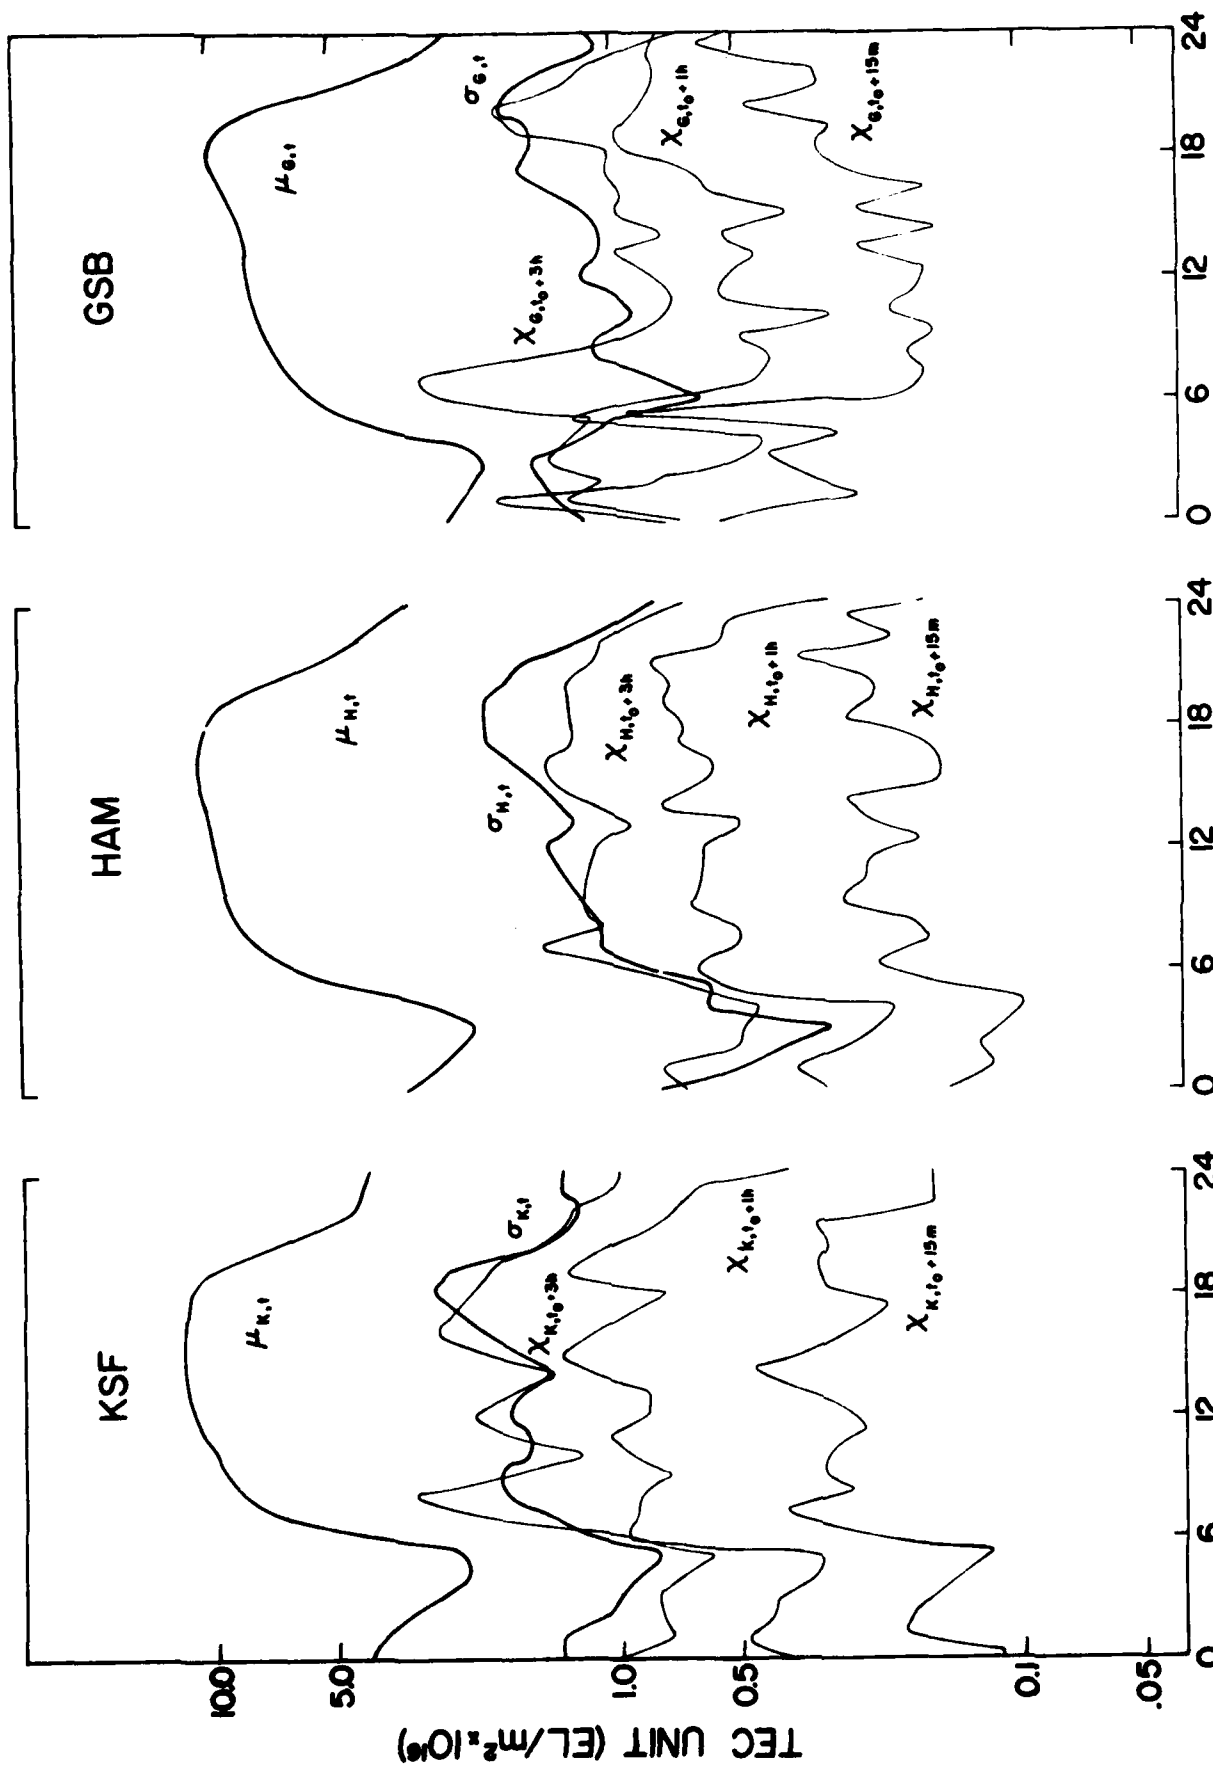 KSF
HAM
GSB
TEC UNIT (EL/m² × 10¹⁶)
10.0
5.0
1.0
0.5
0.1
.05
μK,t
σK,t
χK,t₀+3h
χK,t₀+1h
χK,t₀+15m
0 6 12 18 24
μH,t
σH,t
χH,t₀+3h
χH,t₀+1h
χH,t₀+15m
0 6 12 18 24
μG,t
σG,t
χG,t₀+3h
χG,t₀+1h
χG,t₀+15m
0 6 12 18 24